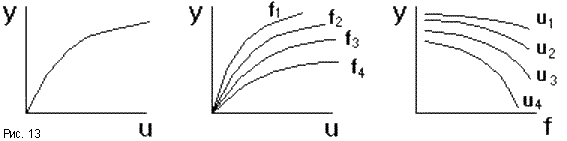 y
u
Рис. 13
y
f₁
f₂
f₃
f₄
u
y
u₁
u₂
u₃
u₄
f